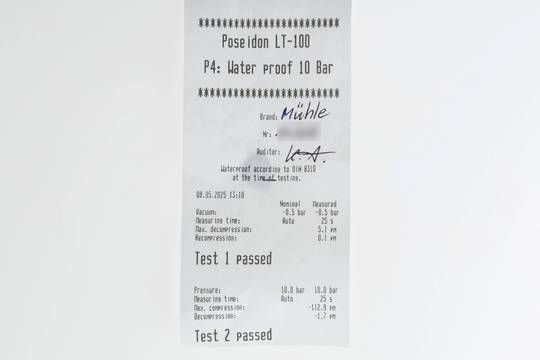 ************************
Poseidon LT-100
P4: Water proof 10 Bar
************************
Brand: Mühle
Nr:
Auditor: K.A.
Waterproof according to DIN 8310
at the time of testing.
08.05.2025 13:18
Nominal Measured
Vacuum: -0.5 bar -0.5 bar
Measuring time: Auto 25 s
Max. decompression: 5.1 µm
Recompression: 0.1 µm
Test 1 passed
Pressure: 10.0 bar 10.0 bar
Measuring time: Auto 25 s
Max. compression: -112.9 µm
Decompression: -1.7 µm
Test 2 passed